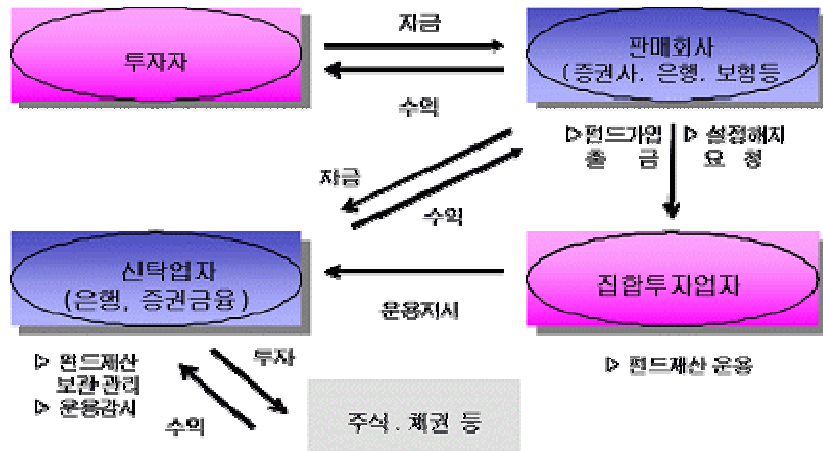 투자자
자금
수익
판매회사
(증권사. 은행. 보험등
▷펀드가입
출 금
▷ 설정해지
요 청
자금
수익
신탁업자
(은행, 증권금융)
운용지시
집합투자업자
▷ 펀드재산
보관·관리
▷ 운용감시
투자
수익
주식. 채권 등
▷ 펀드재산 운용